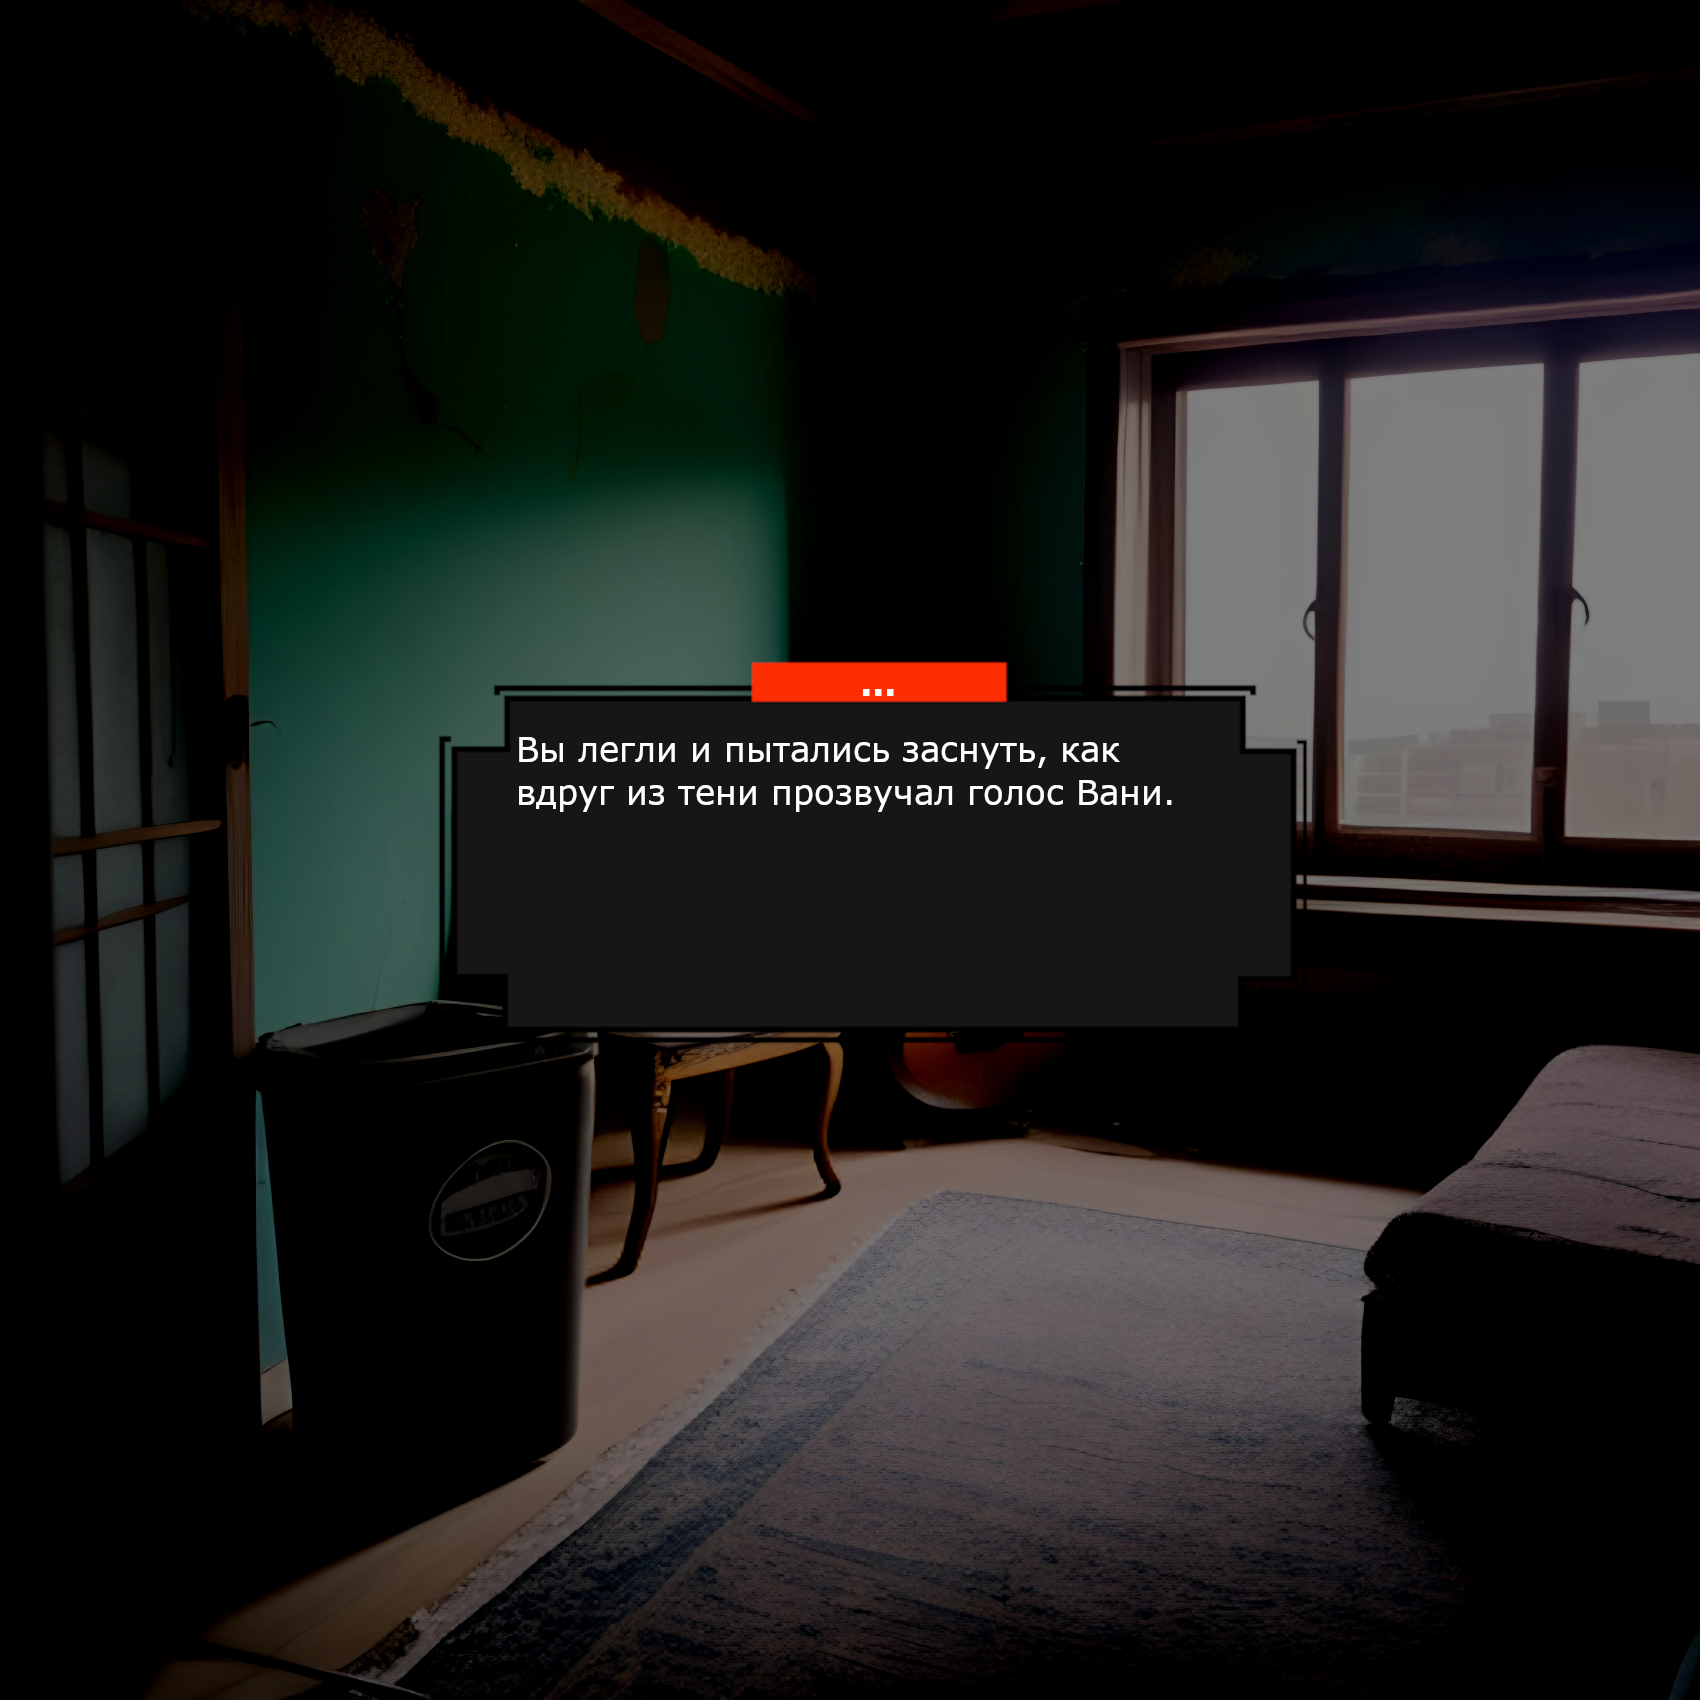 ...
Вы легли и пытались заснуть, как
вдруг из тени прозвучал голос Вани.